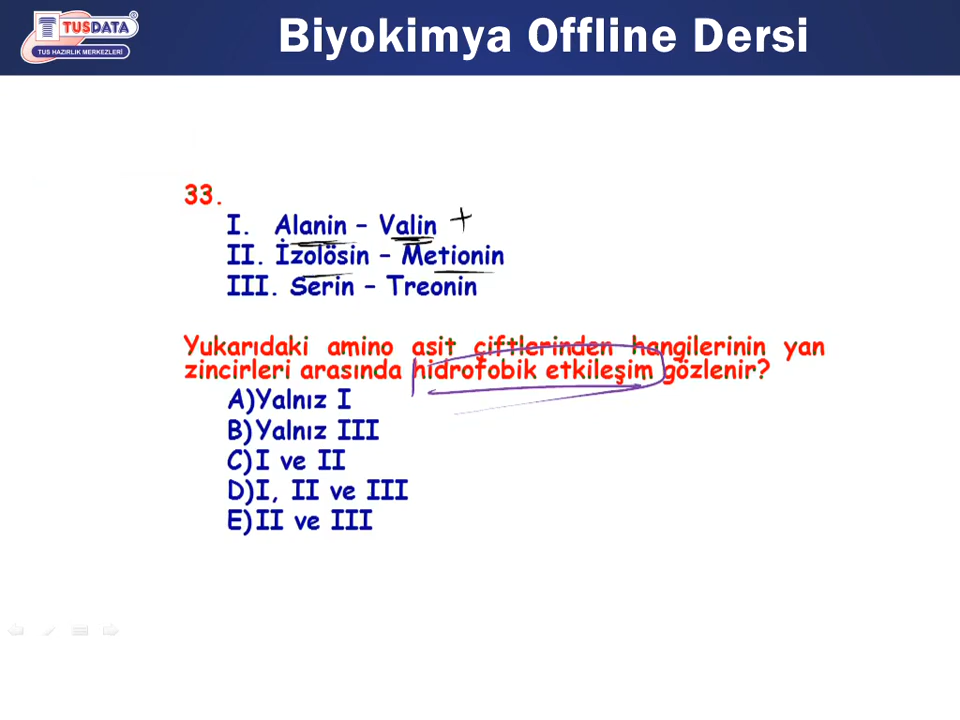 TUSDATA
TUS HAZIRLIK MERKEZLERİ
Biyokimya Offline Dersi
33.
I. Alanin – Valin +
II. İzolösin – Metionin
III. Serin – Treonin
Yukarıdaki amino asit çiftlerinden hangilerinin yan
zincirleri arasında hidrofobik etkileşim gözlenir?
A)Yalnız I
B)Yalnız III
C)I ve II
D)I, II ve III
E)II ve III